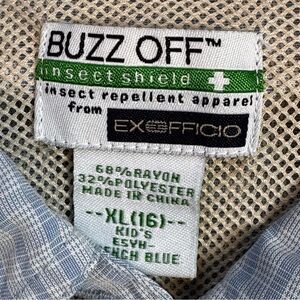 BUZZ OFF™
insect shield
insect repellent apparel
from EXOFFICIO
68% RAYON
32% POLYESTER
MADE IN CHINA
--XL(16)--
KID'S
ESYH-
ENCH BLUE